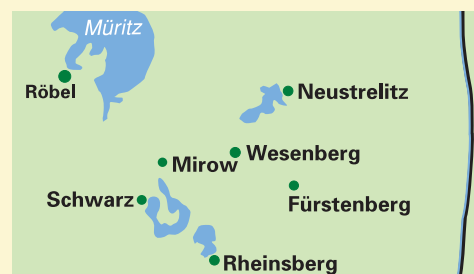 Müritz
Röbel
Neustrelitz
Wesenberg
Mirow
Schwarz
Fürstenberg
Rheinsberg